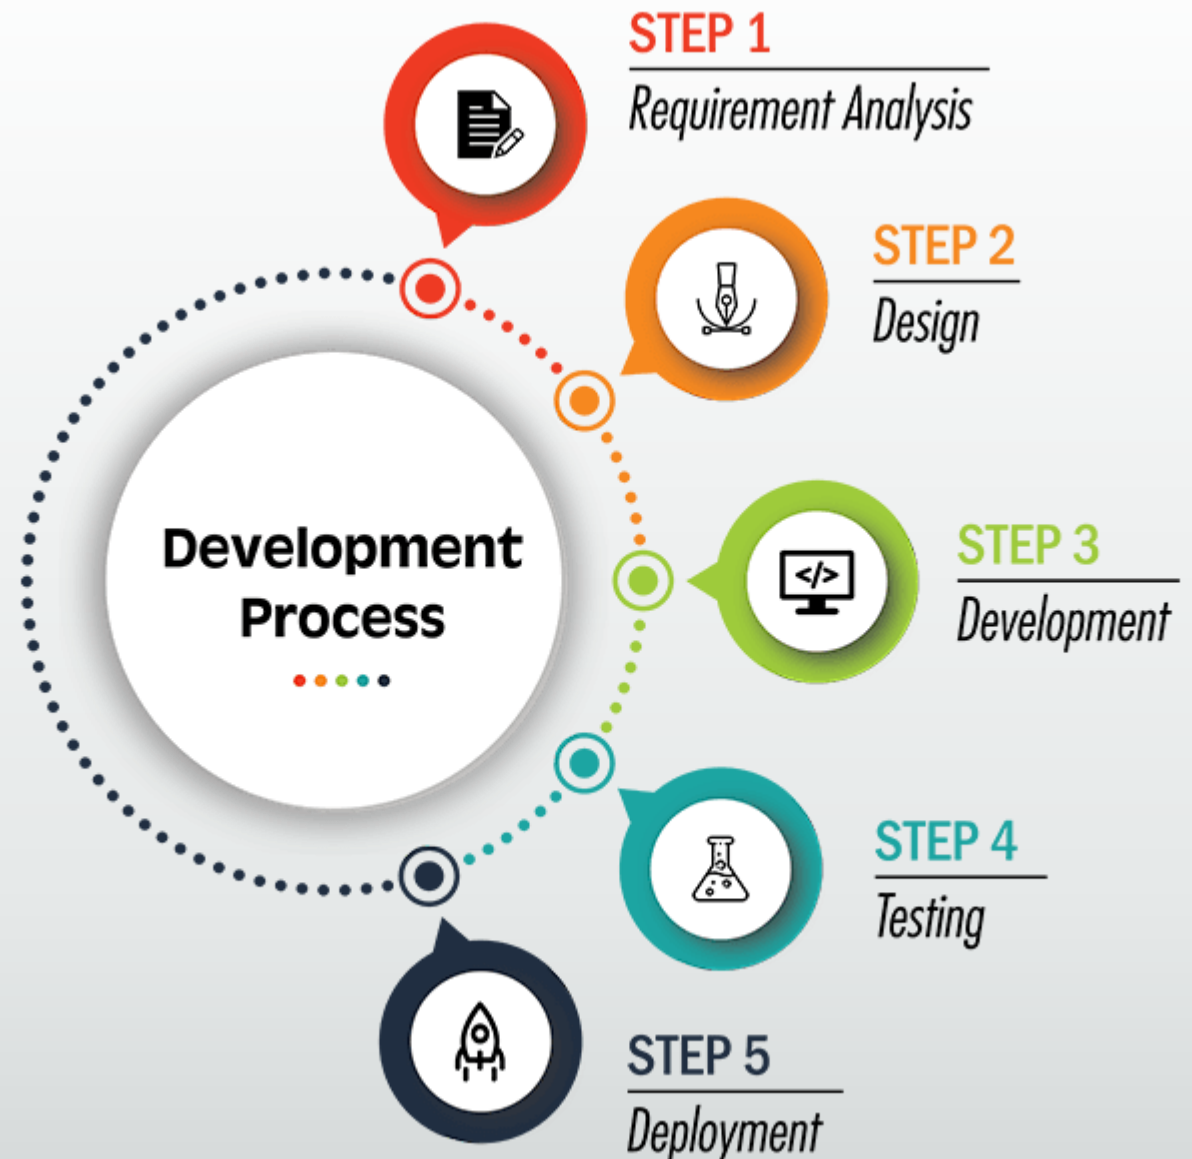 STEP 1
Requirement Analysis
STEP 2
Design
Development
Process
STEP 3
Development
</>
STEP 4
Testing
STEP 5
Deployment